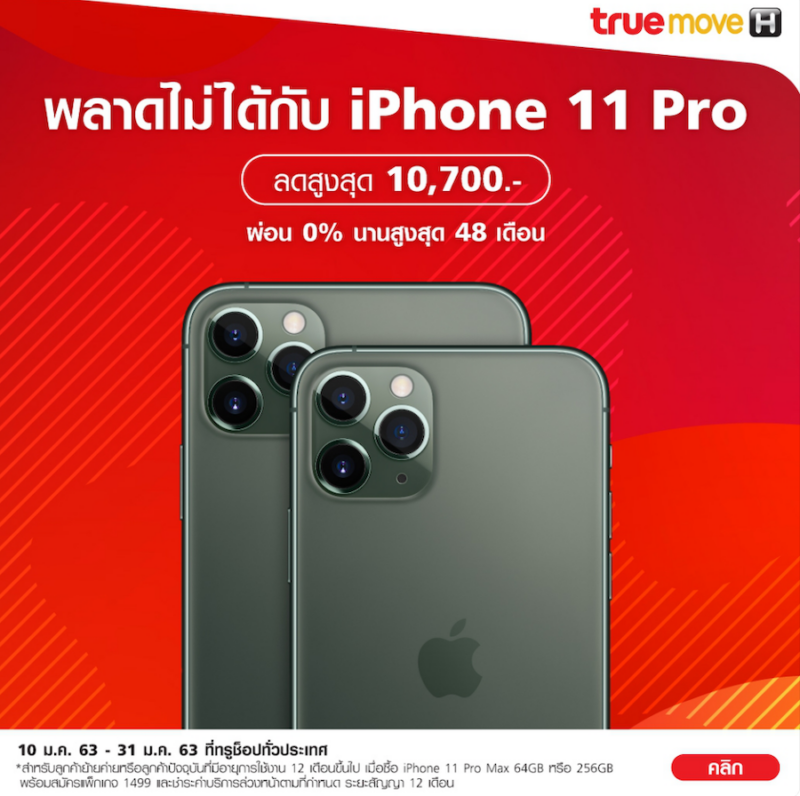 truemove H
พลาดไม่ได้กับ iPhone 11 Pro
ลดสูงสุด 10,700.-
ผ่อน 0% นานสูงสุด 48 เดือน
10 ม.ค. 63 - 31 ม.ค. 63 ที่ทรูช็อปทั่วประเทศ
*สำหรับลูกค้าย้ายค่ายหรือลูกค้าปัจจุบันที่มีอายุการใช้งาน 12 เดือนขึ้นไป เมื่อซื้อ iPhone 11 Pro Max 64GB หรือ 256GB
พร้อมสมัครแพ็กเกจ 1499 และชำระค่าบริการล่วงหน้าตามที่กำหนด ระยะสัญญา 12 เดือน
คลิก